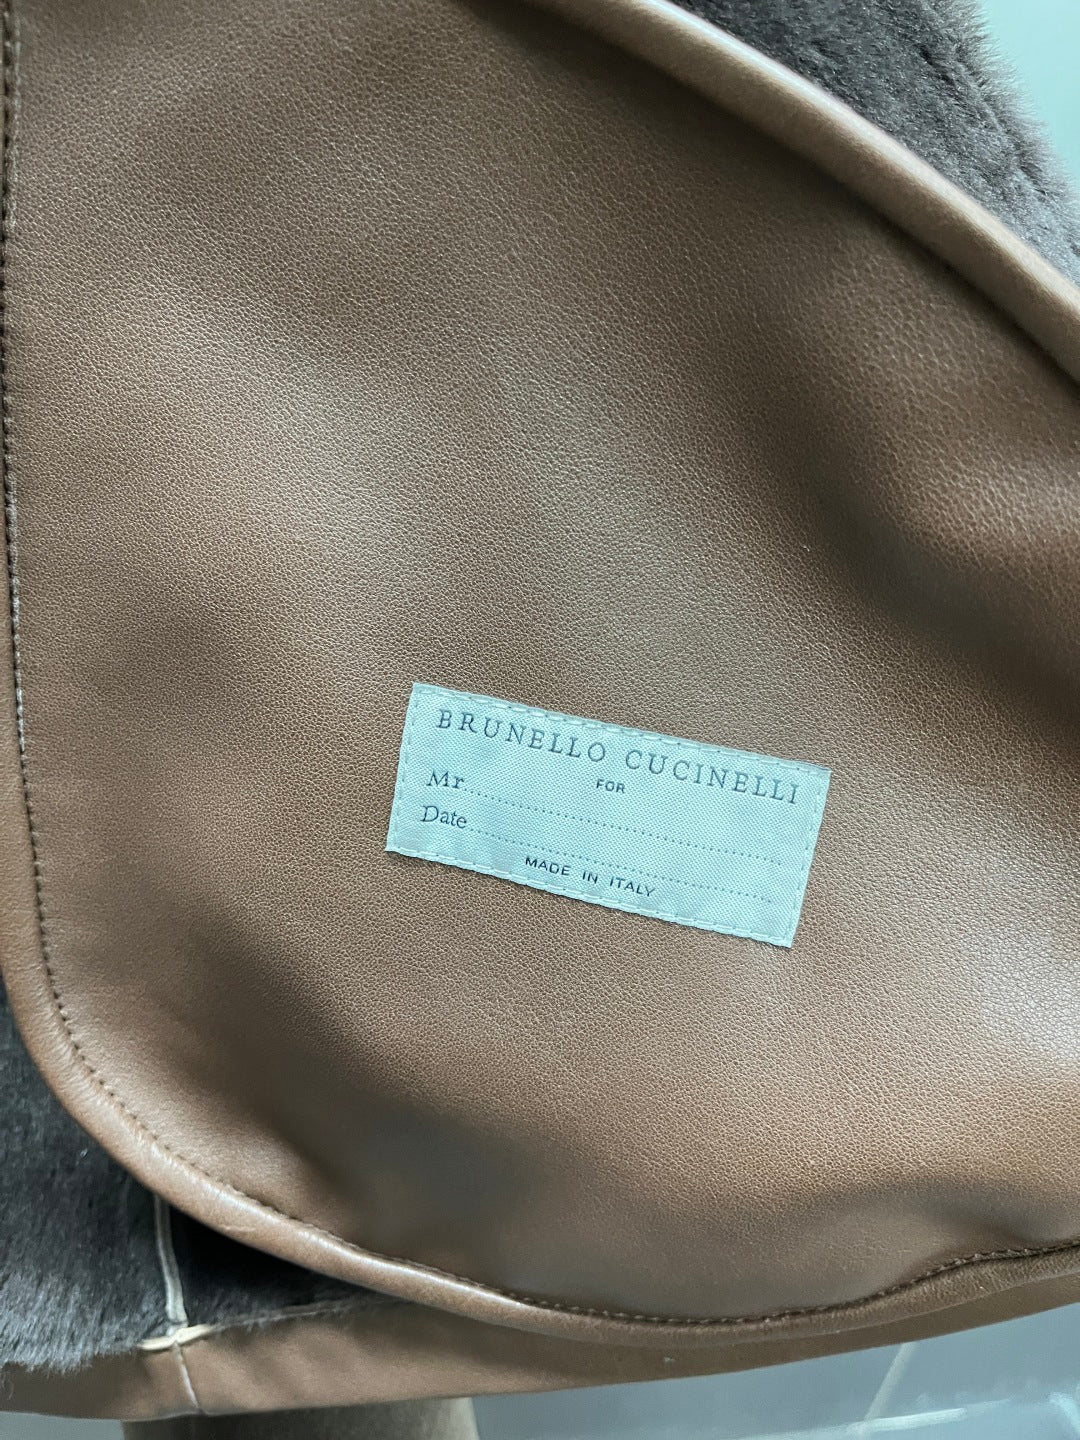 BRUNELLO CUCINELLI
FOR
Mr..............................................................
Date............................................................
MADE IN ITALY